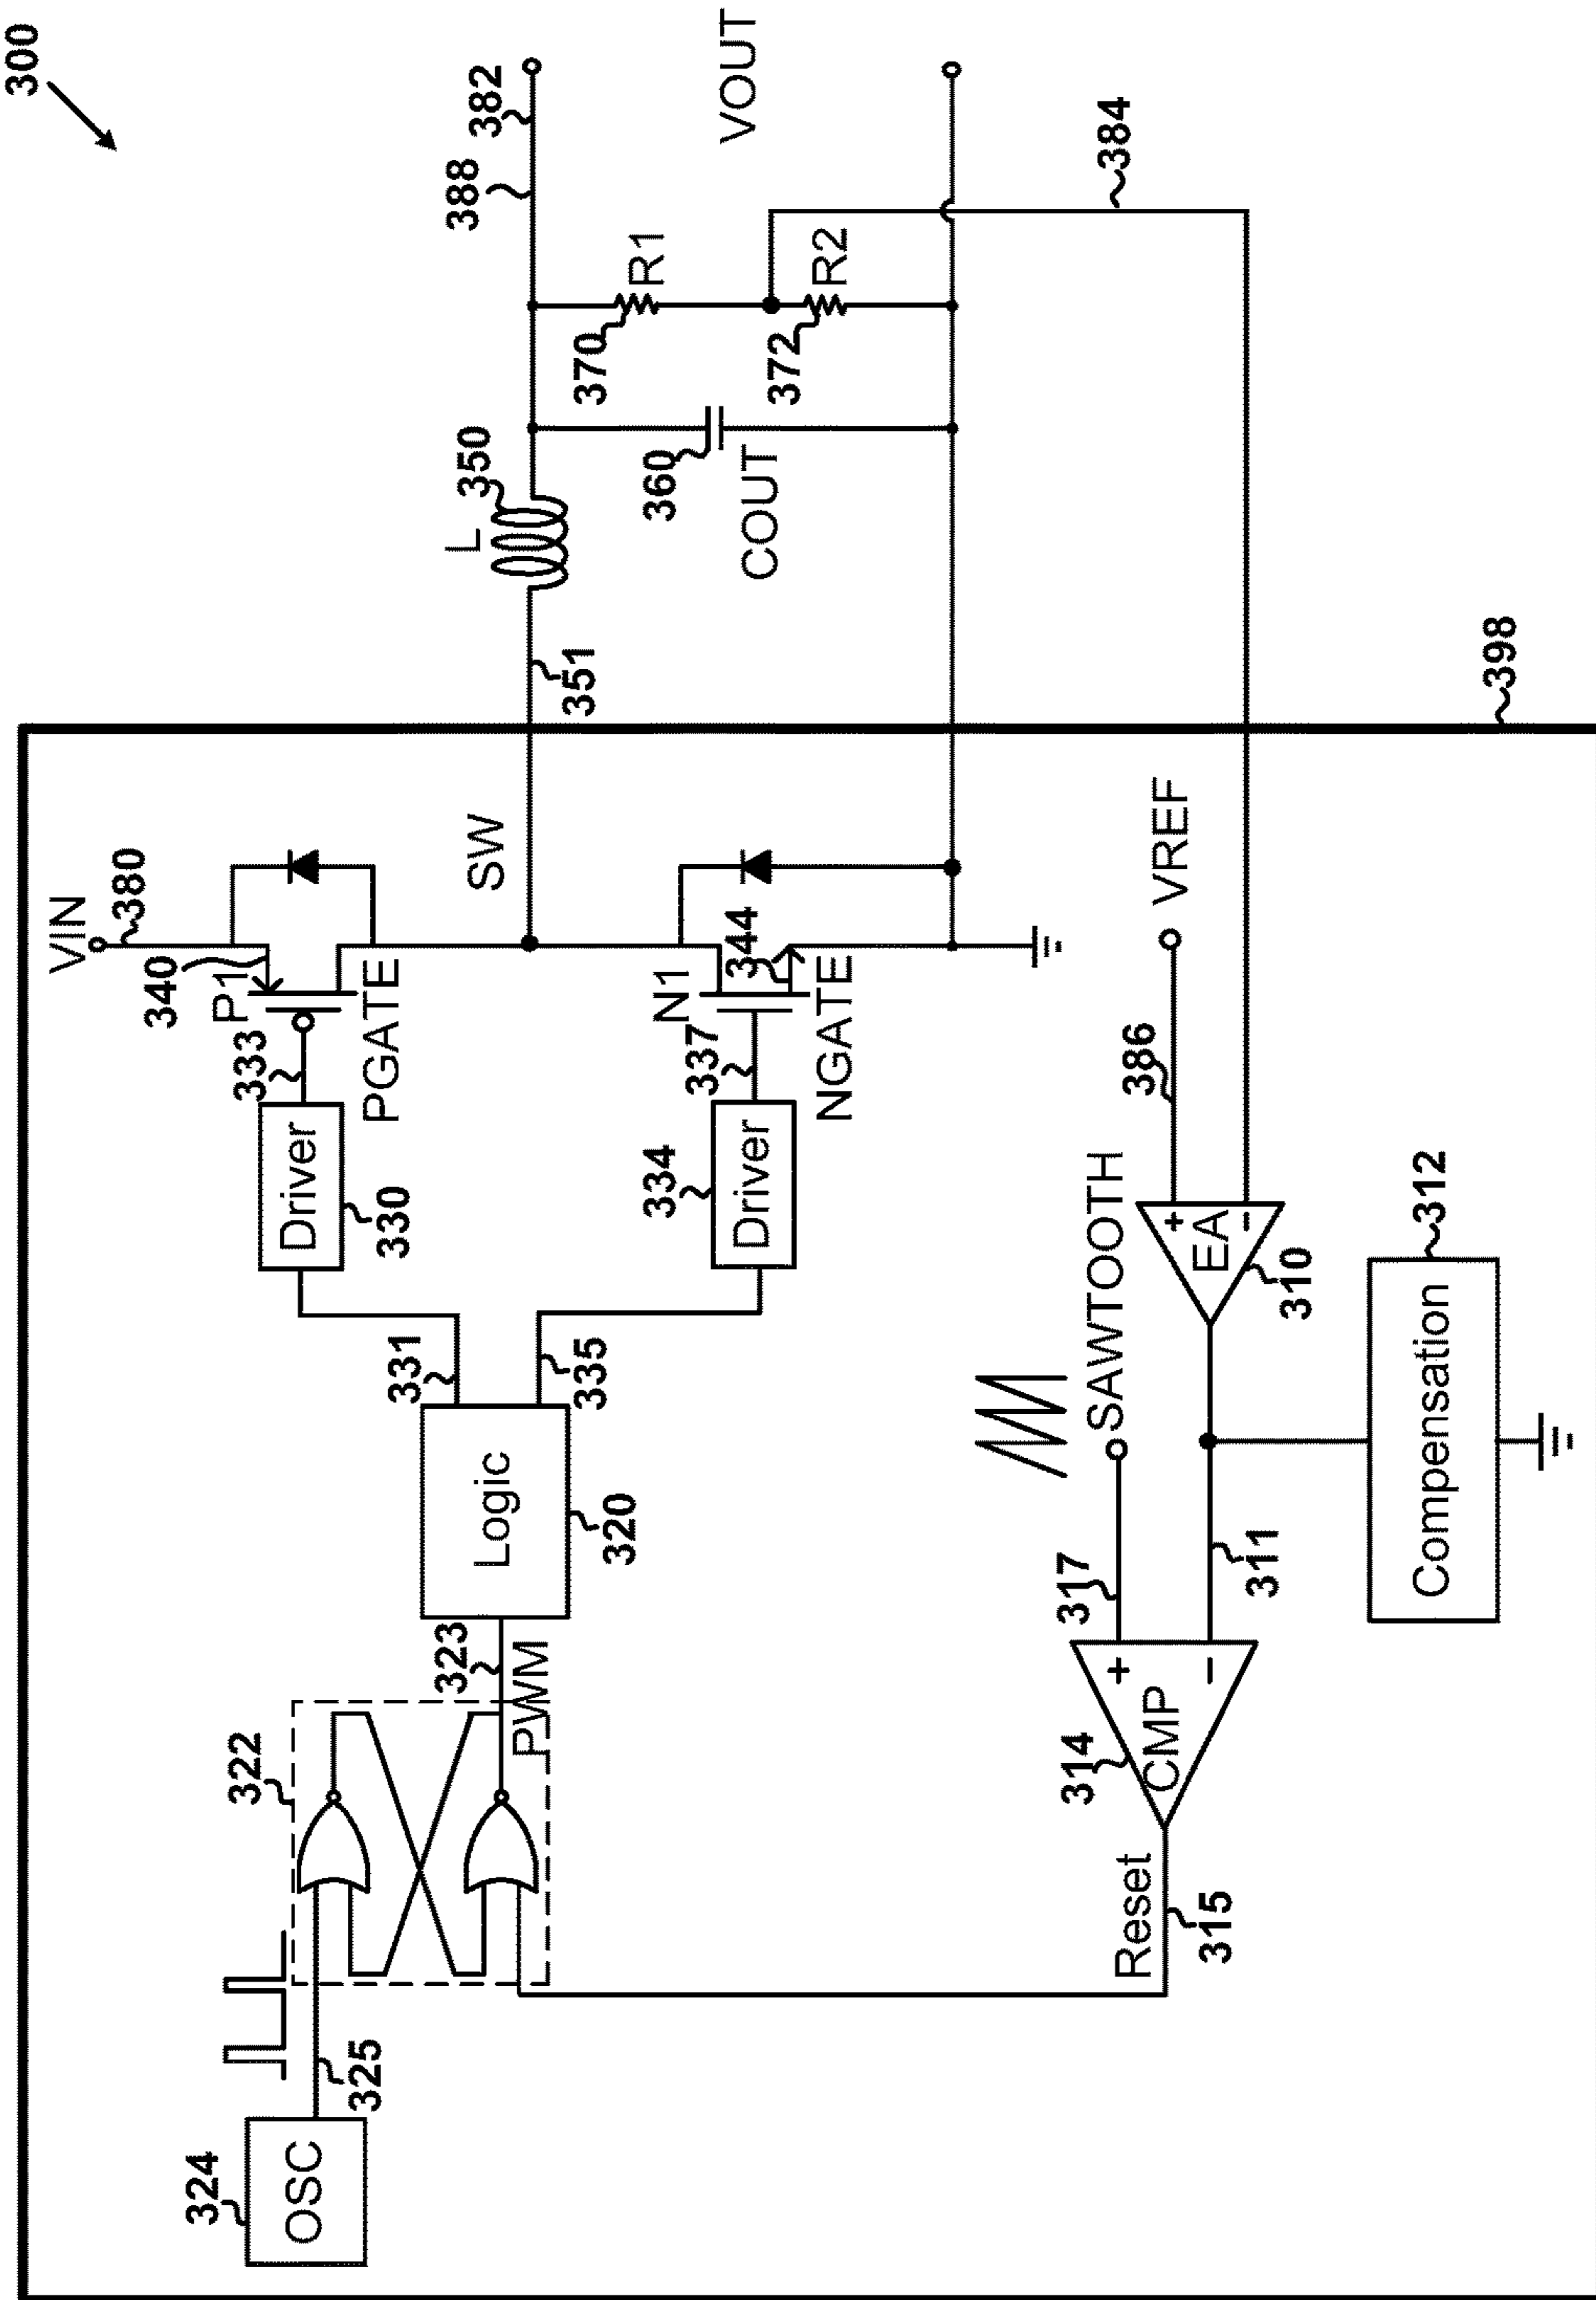 300
VIN
380
340
P1
333
PGATE
Driver
330
331
324
OSC
325
322
323
PWM
Logic
320
335
334
Driver
337
N1
344
NGATE
SW
351
L
350
388
382
VOUT
370
R1
372
R2
360
COUT
384
398
VREF
386
+
EA
-
310
SAWTOOTH
317
311
+
CMP
-
314
Reset
315
Compensation
312